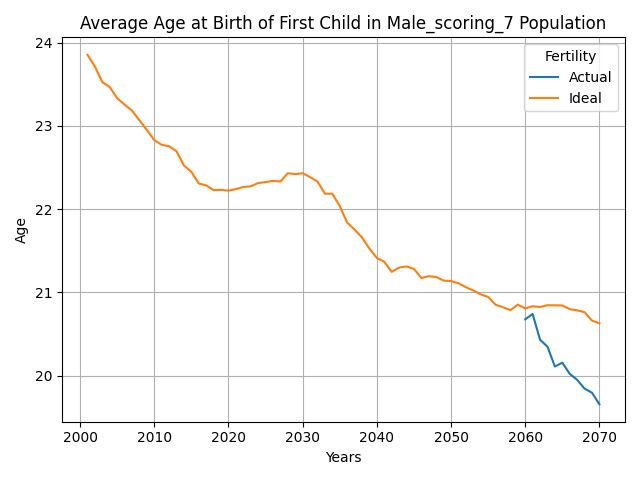 Average Age at Birth of First Child in Male_scoring_7 Population
Fertility
Actual
Ideal
Age
24
23
22
21
20
2000 2010 2020 2030 2040 2050 2060 2070
Years